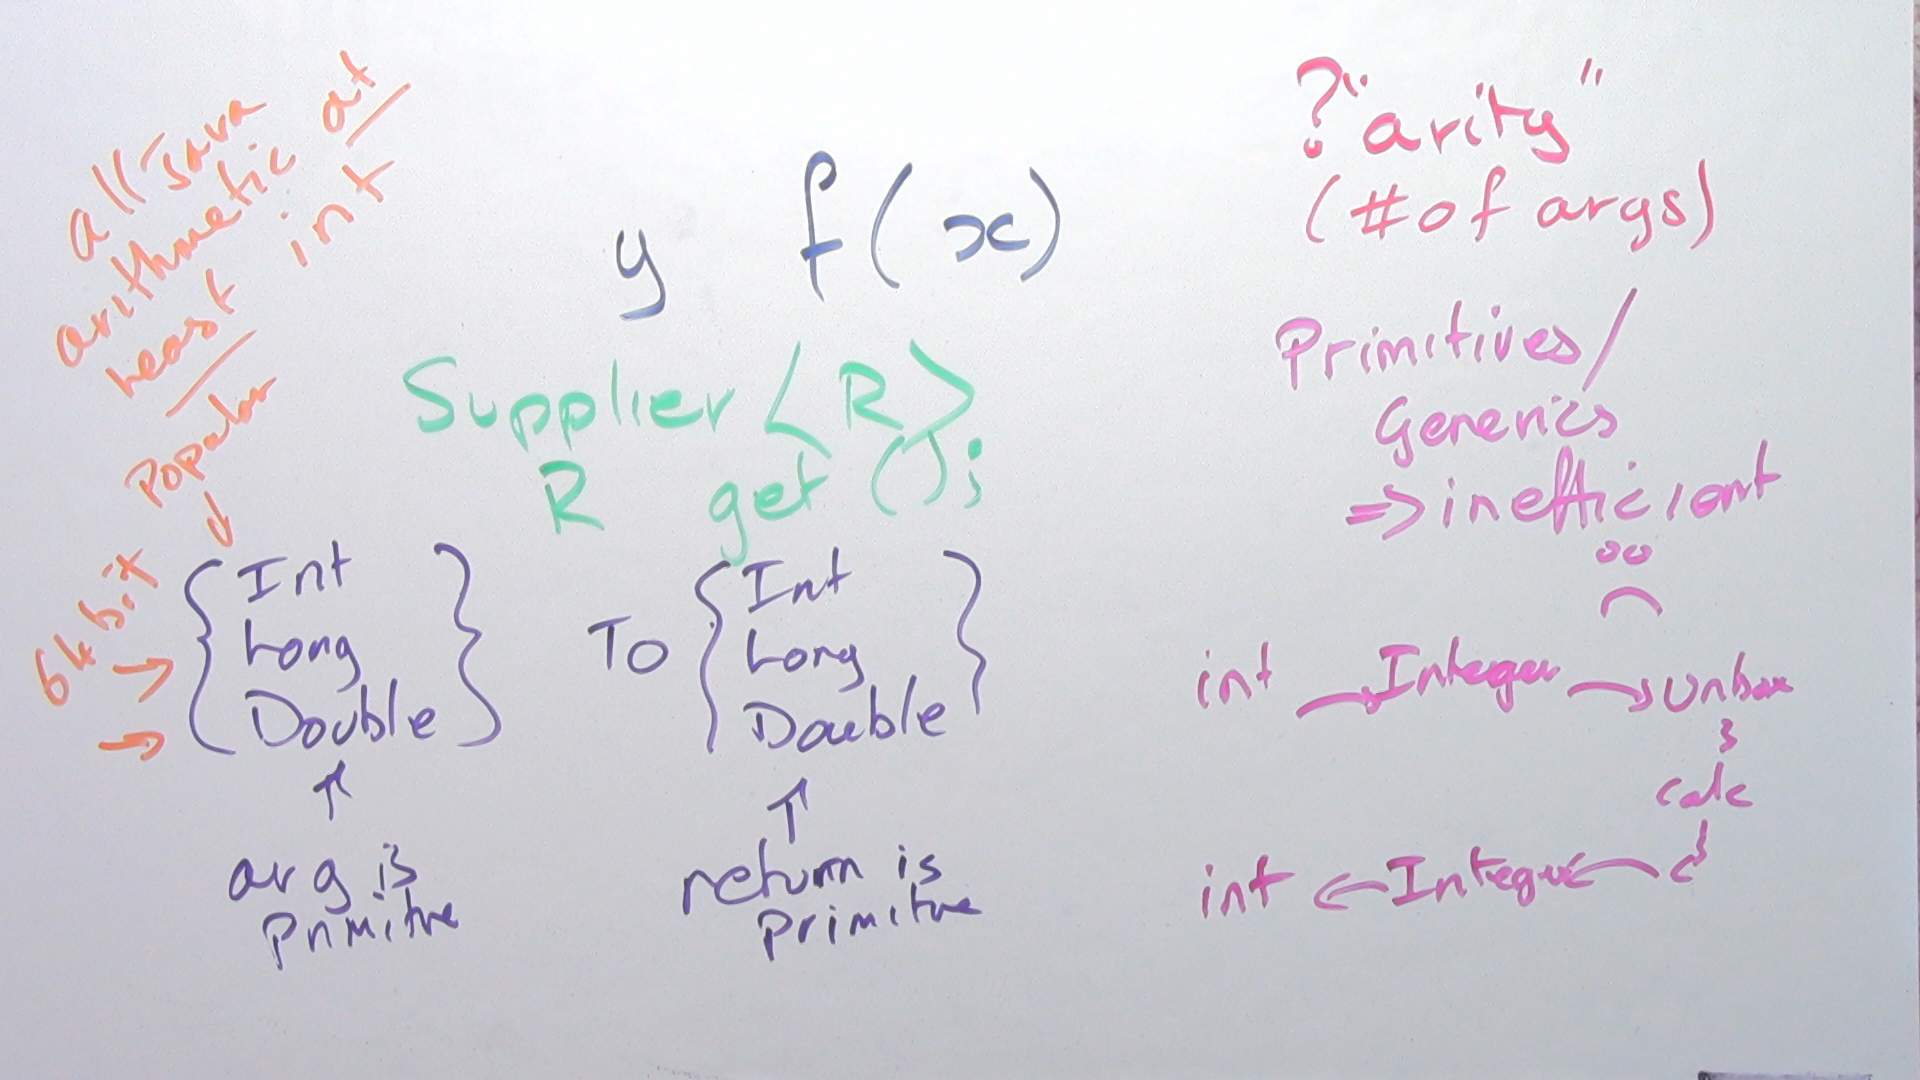 all Java
arithmetic at
least int
Popular
64 bit
y f(x)
Supplier <R>
R get();
{ Int } To { Int }
Long Long
Double Double
arg is
Primitive
return is
Primitive
? "arity"
(# of args)
Primitives/
Generics
=> inefficient
int → Integer → unbox
calc
int ← Integer ←